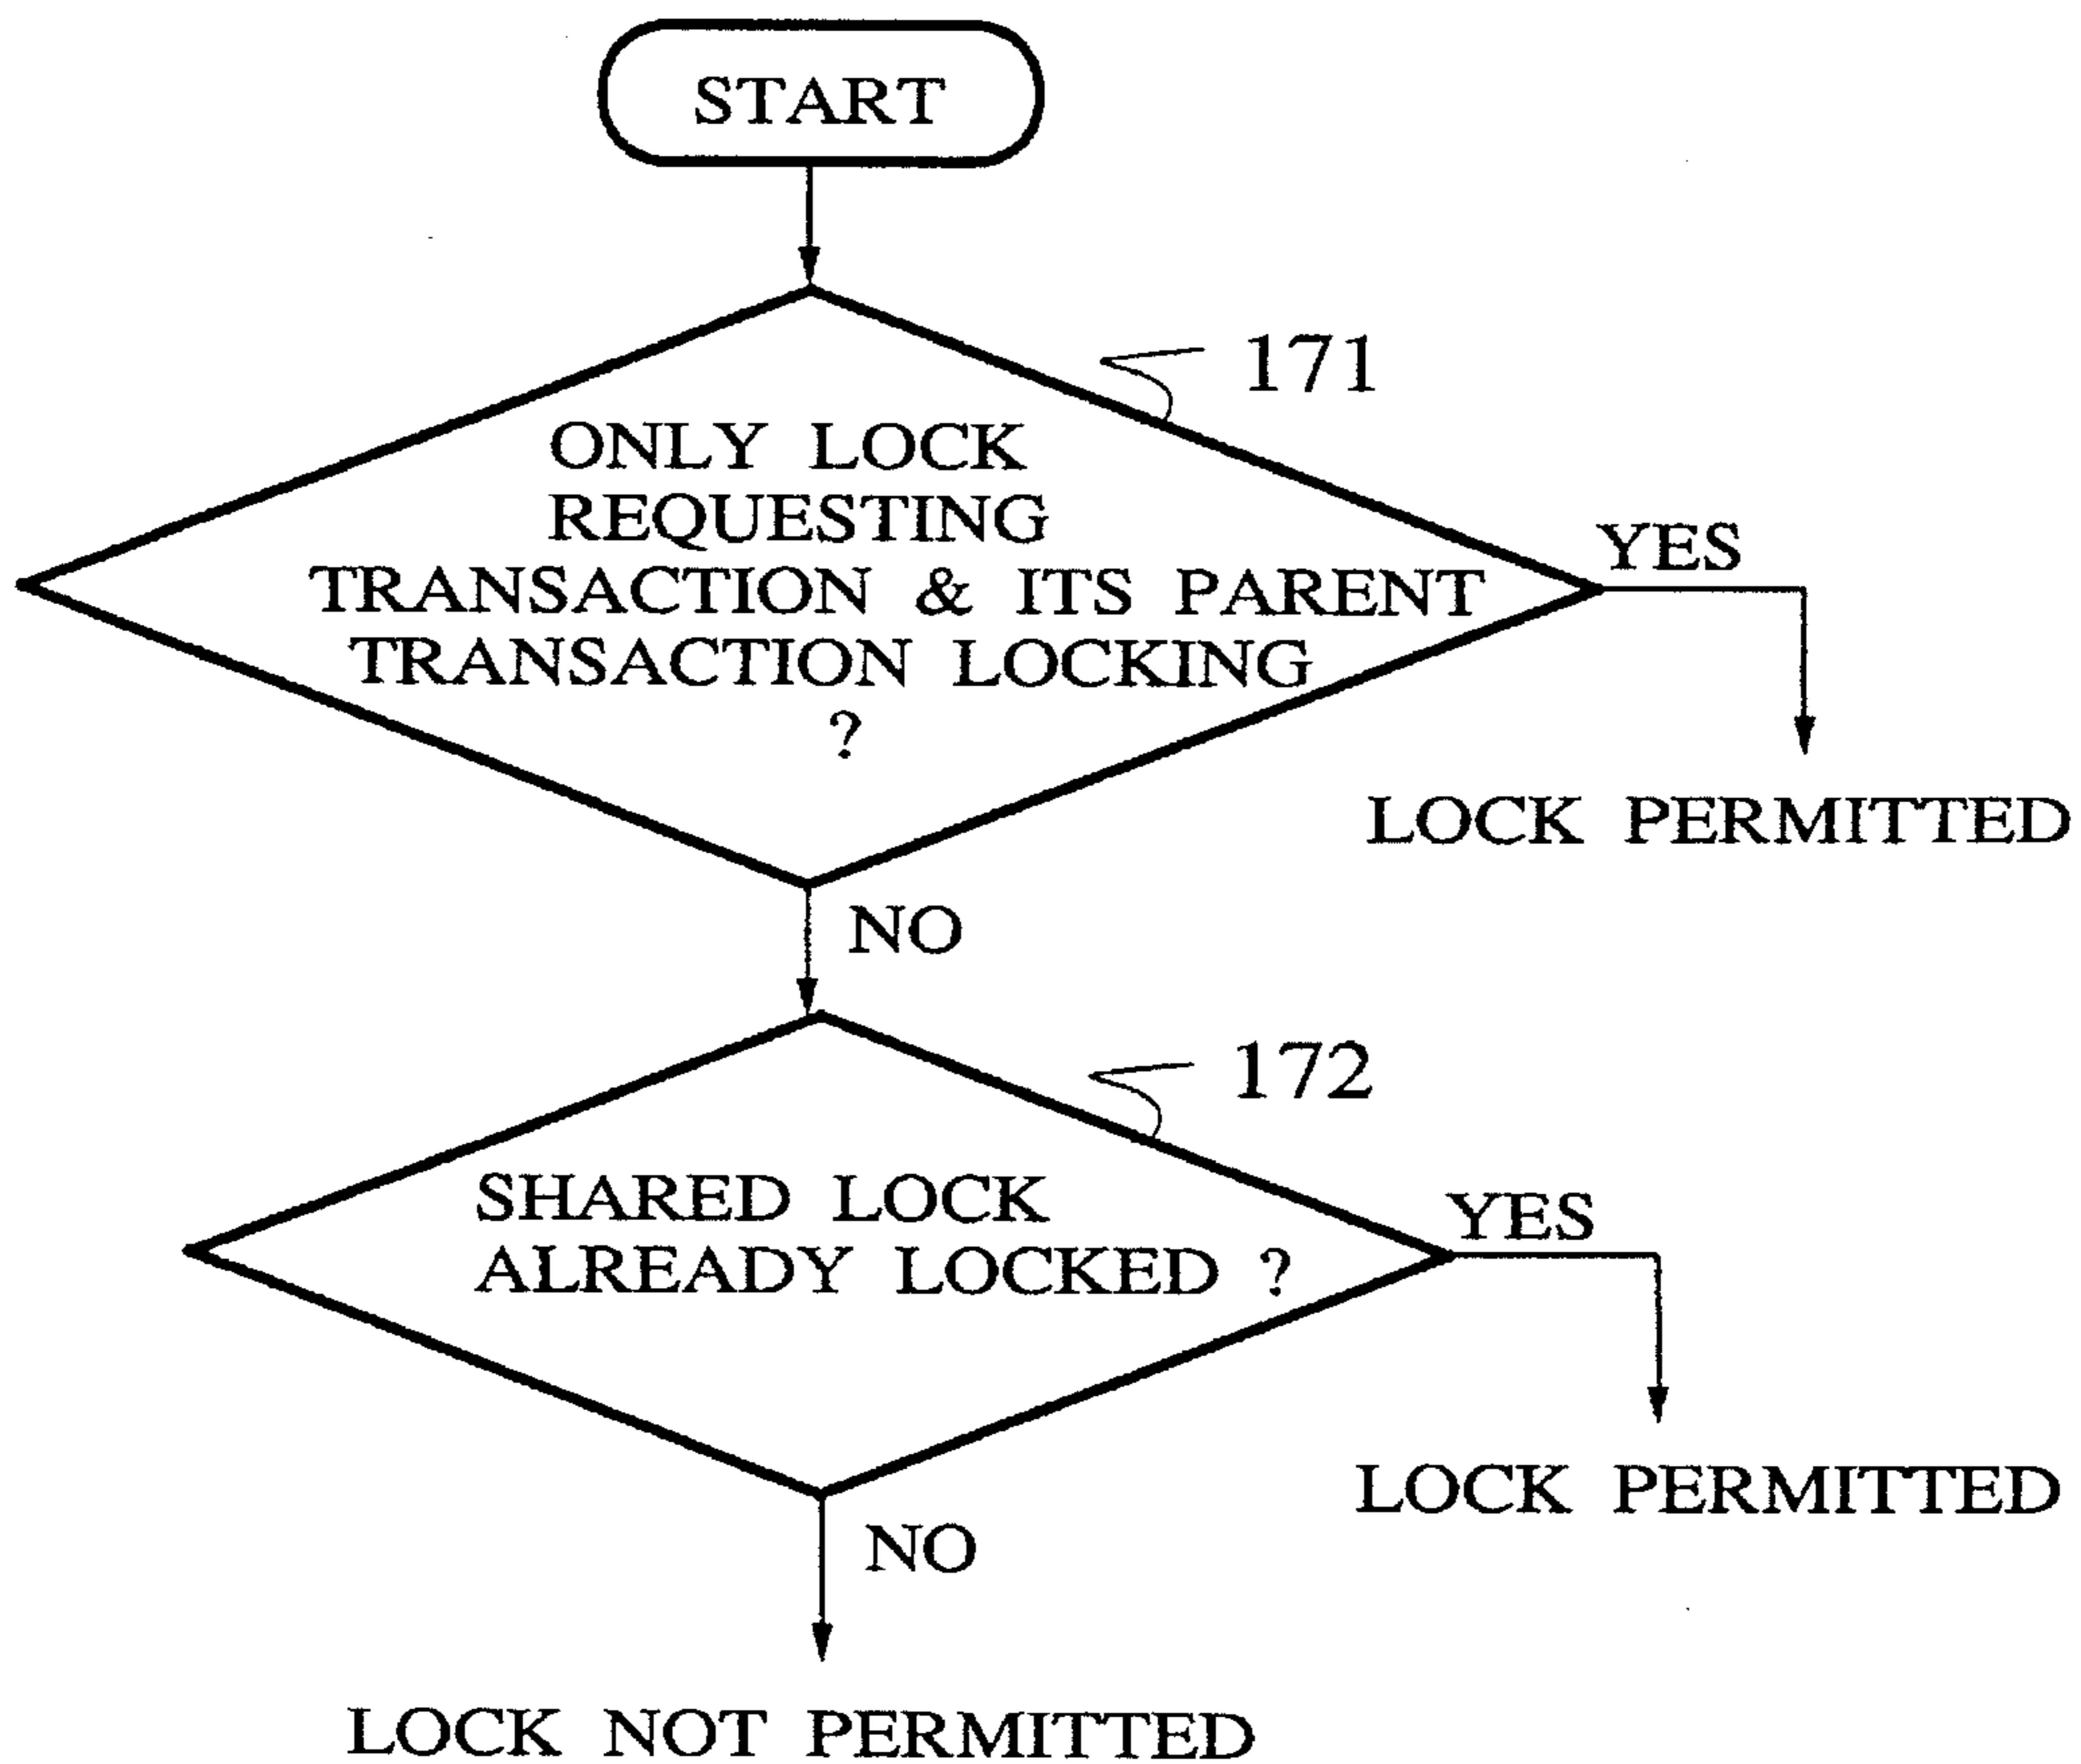 START
171
ONLY LOCK
REQUESTING
TRANSACTION & ITS PARENT
TRANSACTION LOCKING
?
YES
LOCK PERMITTED
NO
172
SHARED LOCK
ALREADY LOCKED ?
YES
LOCK PERMITTED
NO
LOCK NOT PERMITTED